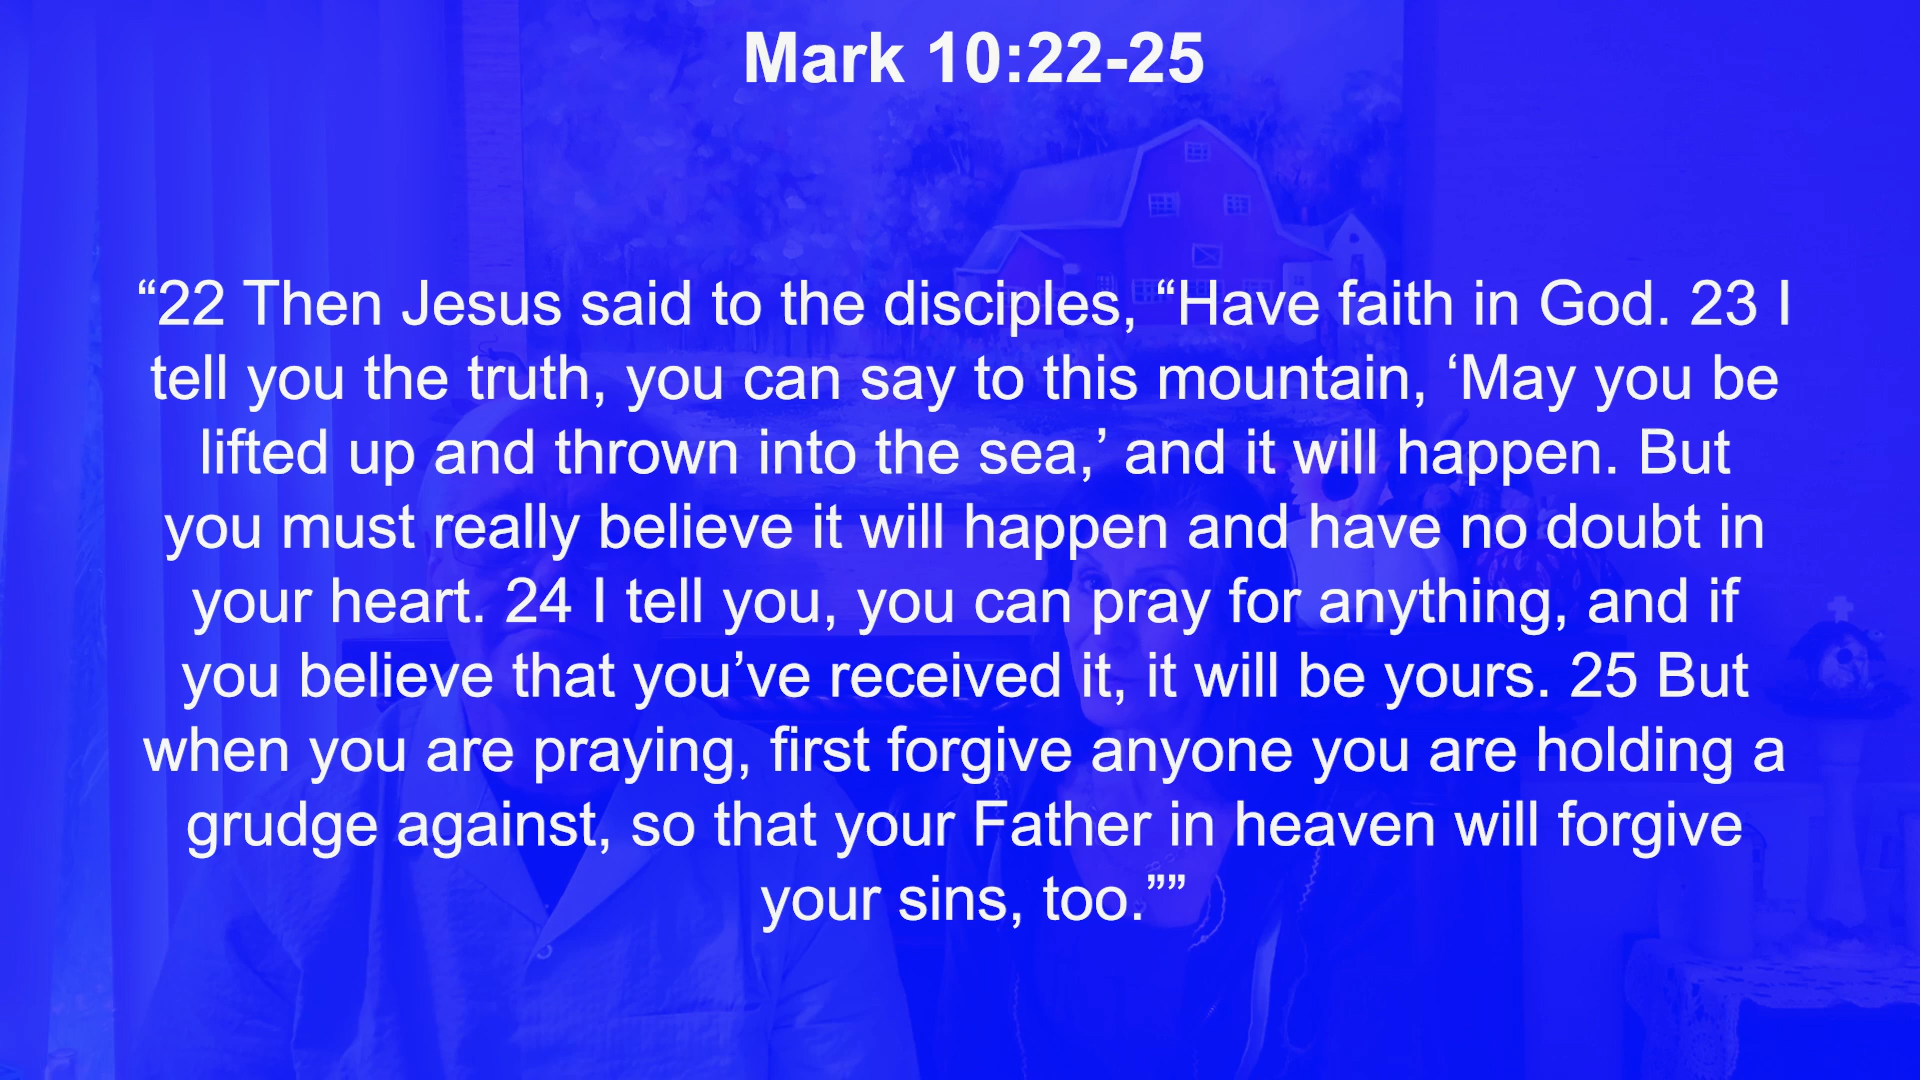 Mark 10:22-25
“22 Then Jesus said to the disciples, “Have faith in God. 23 I
tell you the truth, you can say to this mountain, ‘May you be
lifted up and thrown into the sea,’ and it will happen. But
you must really believe it will happen and have no doubt in
your heart. 24 I tell you, you can pray for anything, and if
you believe that you’ve received it, it will be yours. 25 But
when you are praying, first forgive anyone you are holding a
grudge against, so that your Father in heaven will forgive
your sins, too.””